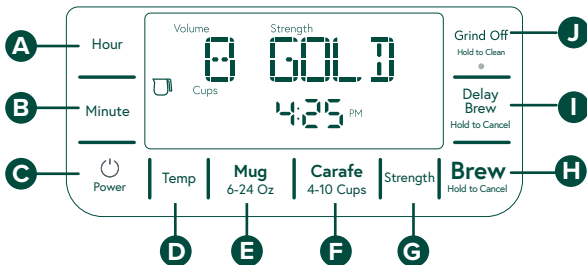 A
Hour
Volume
Strength
Grind Off
Hold to Clean
J
8 GOLD
Cups
B
Minute
4:25 PM
Delay
Brew
Hold to Cancel
I
C
Power
Temp
Mug
6-24 Oz
Carafe
4-10 Cups
Strength
Brew
Hold to Cancel
H
D
E
F
G